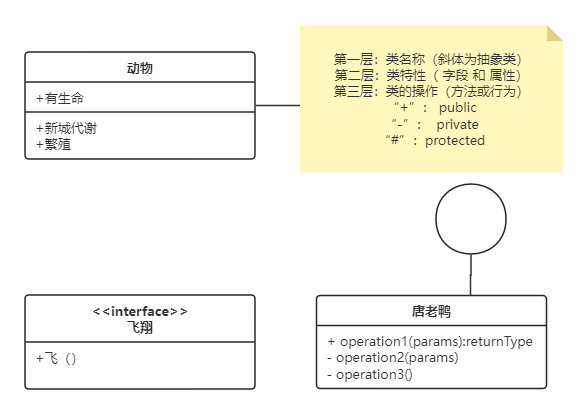 动物
+有生命
+新城代谢
+繁殖
第一层：类名称（斜体为抽象类）
第二层：类特性（ 字段 和 属性）
第三层：类的操作（方法或行为）
“+”： public
“-”： private
“#”：protected
<<interface>>
飞翔
+飞（）
唐老鸭
+ operation1(params):returnType
- operation2(params)
- operation3()